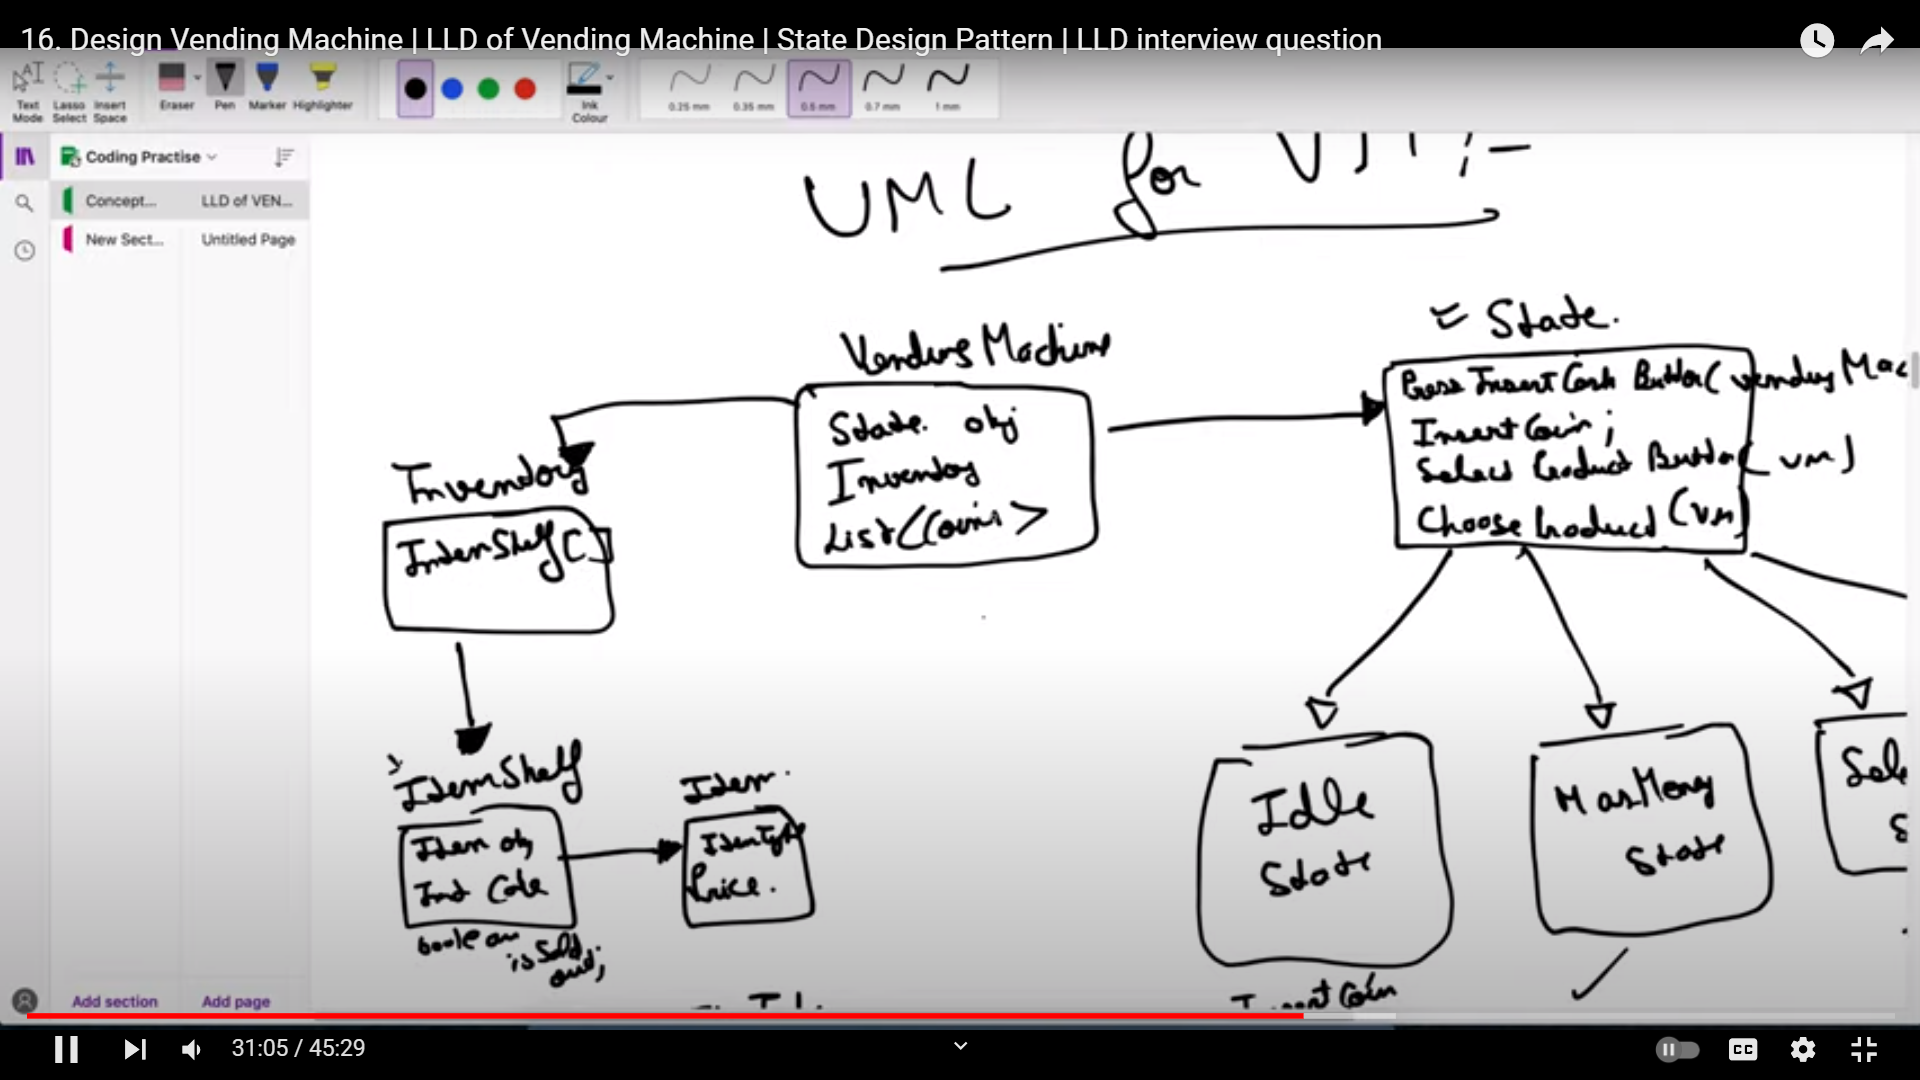 16. Design Vending Machine | LLD of Vending Machine | State Design Pattern | LLD interview question
Text Mode
Lasso Select
Insert Space
Eraser
Pen
Marker
Highlighter
Ink Colour
0.25 mm
0.35 mm
0.5 mm
0.7 mm
1 mm
Coding Practise
Concept...
LLD of VEN...
New Sect...
Untitled Page
UML for
State.
Vending Machine
Press Insert Cash Button( vending Mac
State obj
Insert Coin;
Inventory
Select Product Button( vm)
Inventory
List<Coin>
Choose Product (vm)
ItemShelf[]
ItemShelf
Item
Item obj
Int Code
ItemType
Price.
boolean
is Sold out;
Idle State
HasMoney State
Sele
S
Insert Coin
Add section
Add page
31:05 / 45:29
CC